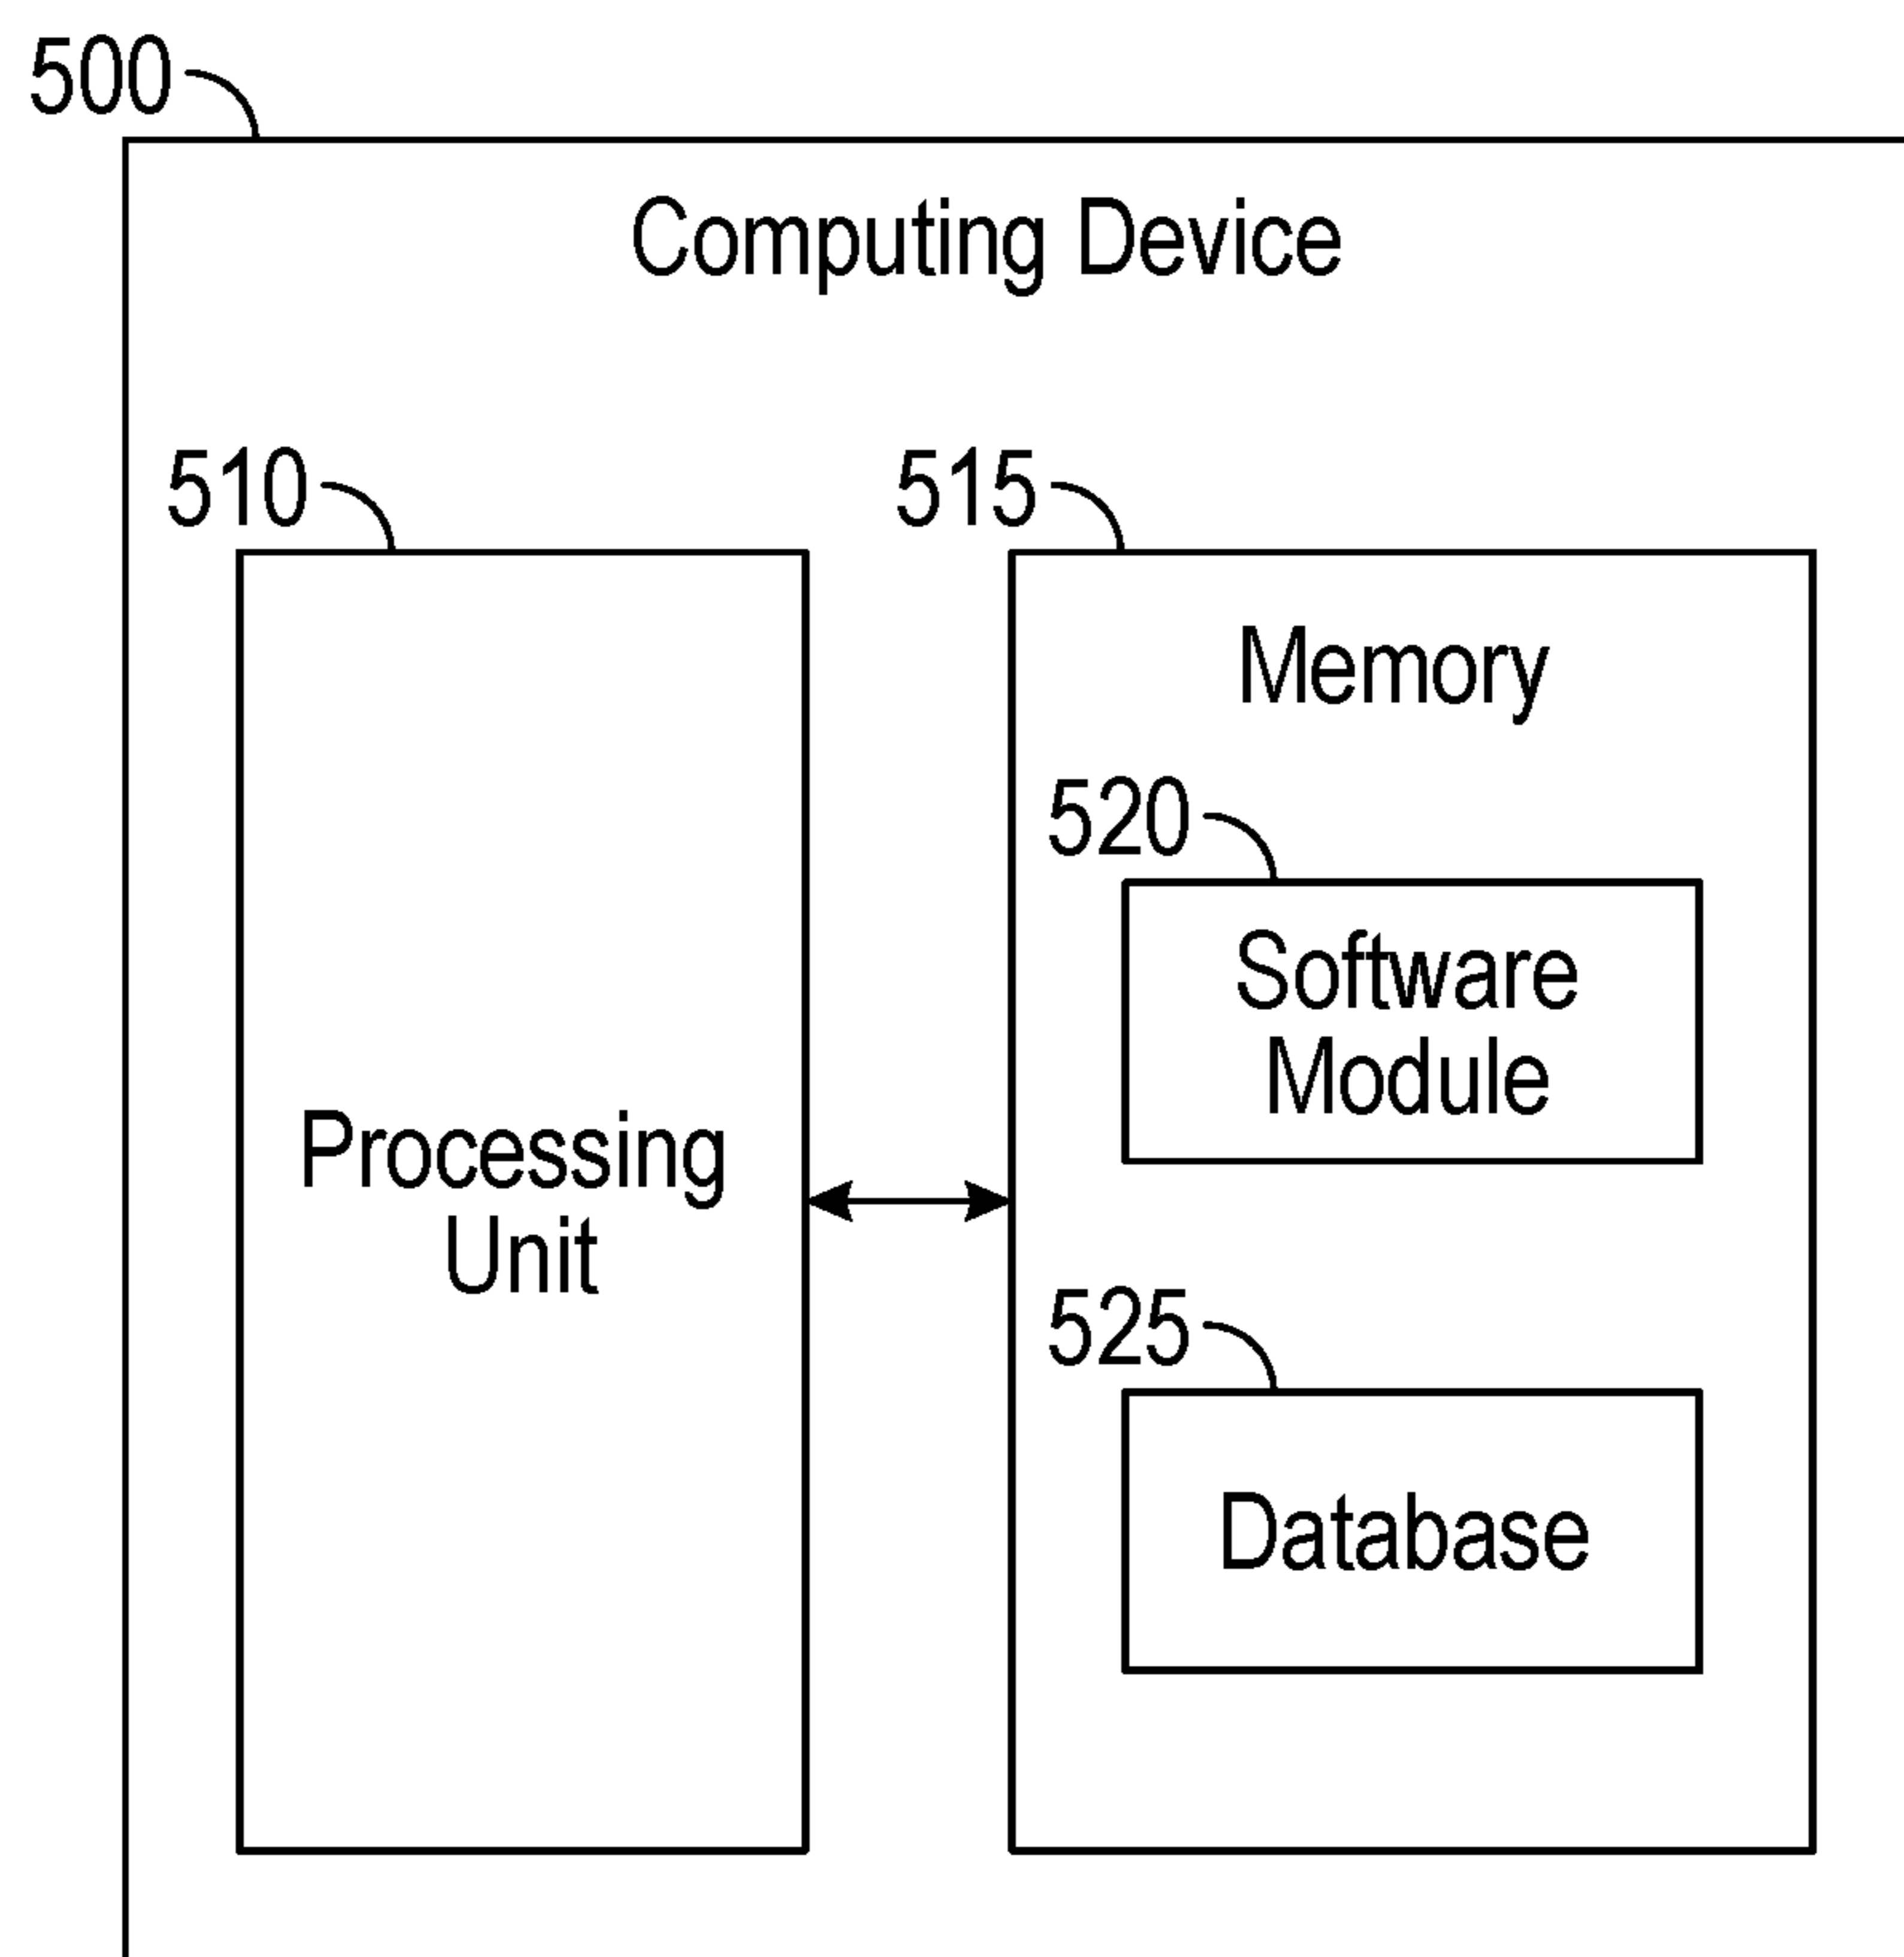 500
Computing Device
510
515
Memory
520
Software
Module
Processing
Unit
525
Database